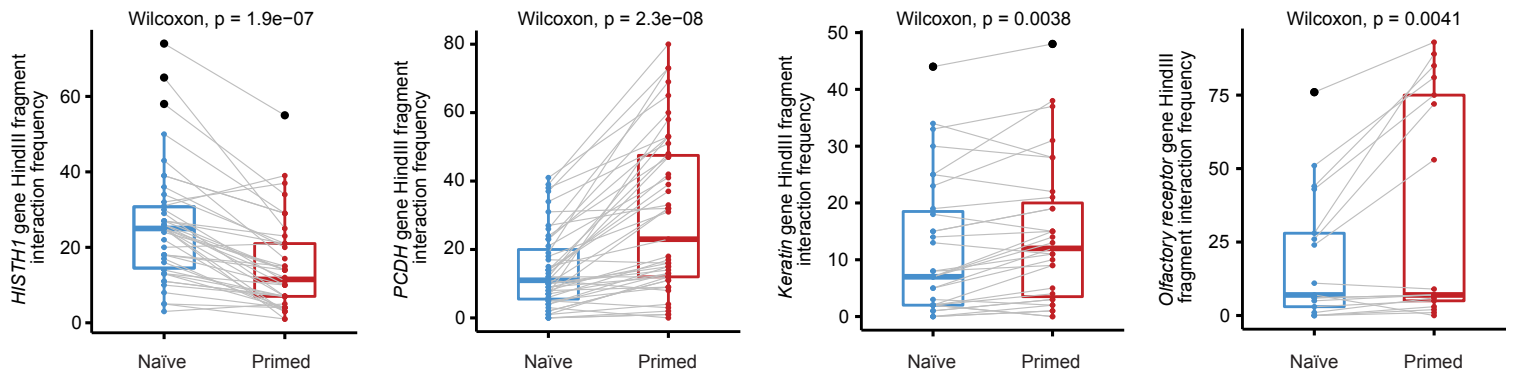 Wilcoxon, p = 1.9e−07
HISTH1 gene HindIII fragment
interaction frequency
60
40
20
0
Naïve
Primed
Wilcoxon, p = 2.3e−08
PCDH gene HindIII fragment
interaction frequency
80
60
40
20
0
Naïve
Primed
Wilcoxon, p = 0.0038
Keratin gene HindIII fragment
interaction frequency
50
40
30
20
10
0
Naïve
Primed
Wilcoxon, p = 0.0041
Olfactory receptor gene HindIII
fragment interaction frequency
75
50
25
0
Naïve
Primed